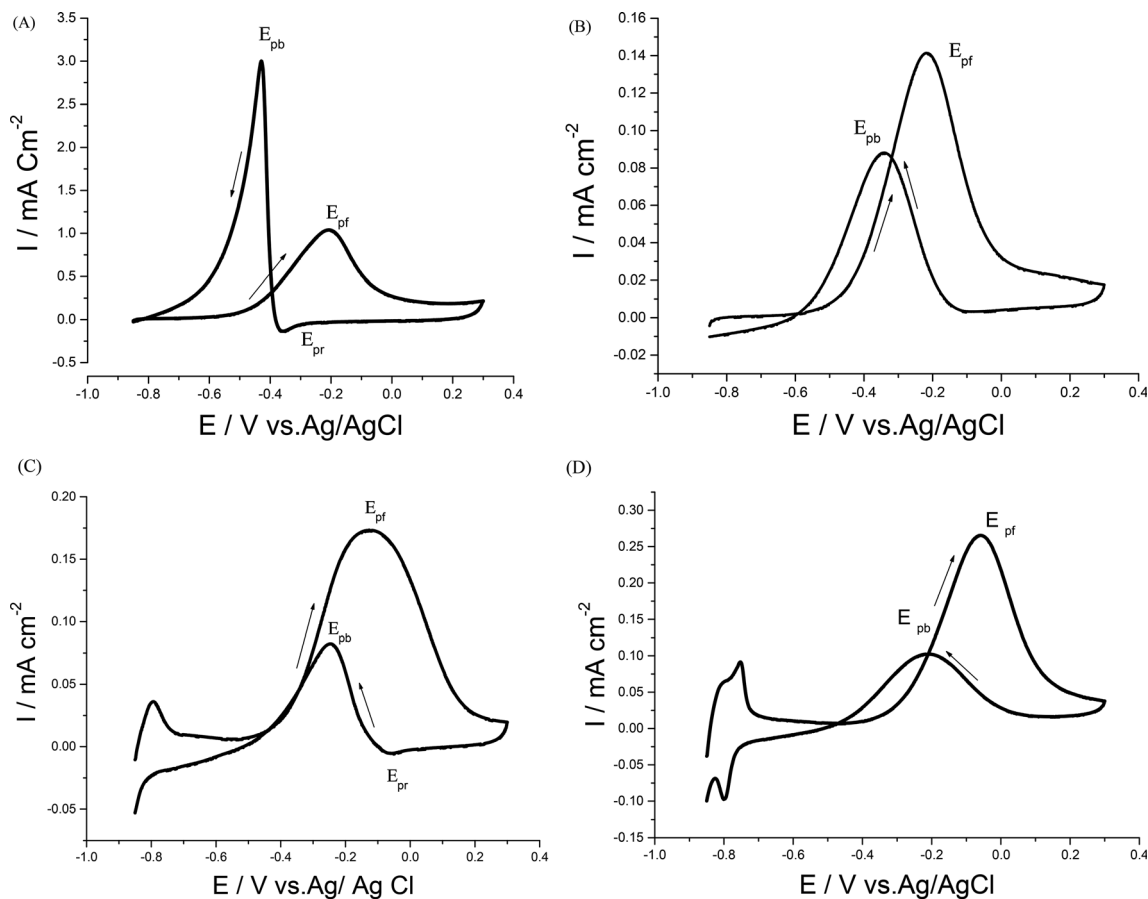 (A)
3.5
3.0
2.5
2.0
1.5
1.0
0.5
0.0
-0.5
I / mA Cm-2
Epb
Epf
Epr
-1.0 -0.8 -0.6 -0.4 -0.2 0.0 0.2 0.4
E / V vs.Ag/AgCl
(B)
0.16
0.14
0.12
0.10
0.08
0.06
0.04
0.02
0.00
-0.02
I / mA cm-2
Epf
Epb
-1.0 -0.8 -0.6 -0.4 -0.2 0.0 0.2 0.4
E / V vs.Ag/AgCl
(C)
0.20
0.15
0.10
0.05
0.00
-0.05
I / mA cm-2
Epf
Epb
Epr
-1.0 -0.8 -0.6 -0.4 -0.2 0.0 0.2 0.4
E / V vs.Ag/ Ag Cl
(D)
0.30
0.25
0.20
0.15
0.10
0.05
0.00
-0.05
-0.10
-0.15
I / mA cm-2
E pf
E pb
-1.0 -0.8 -0.6 -0.4 -0.2 0.0 0.2 0.4
E / V vs.Ag/AgCl